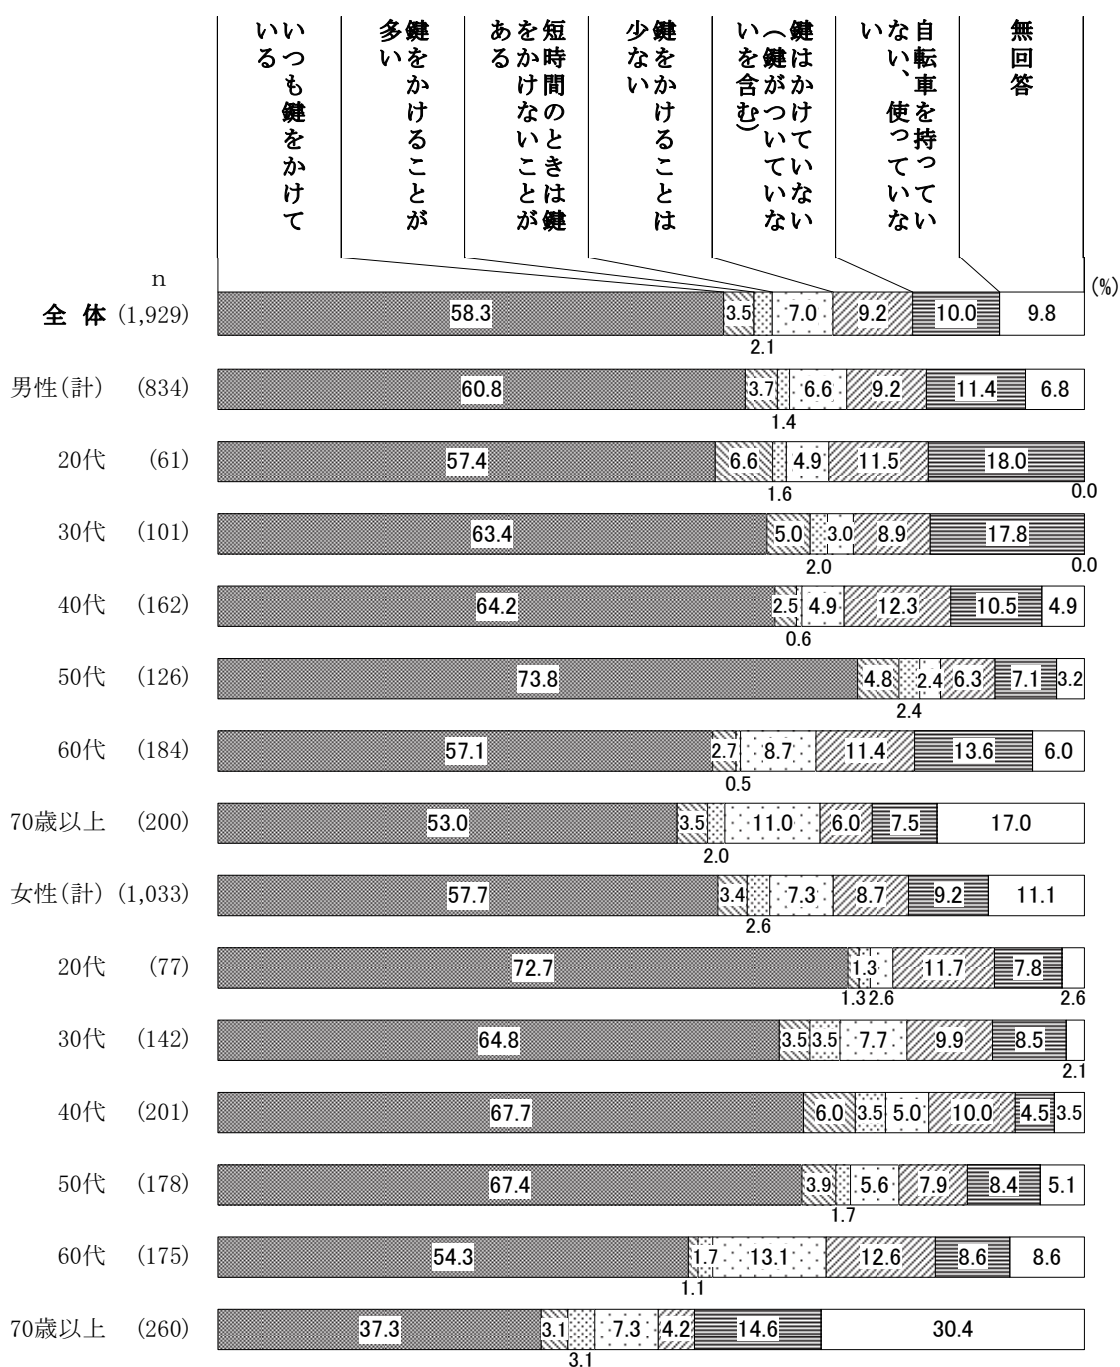 いつも鍵をかけて
いる
鍵をかけることが
多い
短時間のときは鍵
をかけないことが
ある
鍵をかけることは
少ない
鍵はかけていない
(鍵がついていな
いを含む)
自転車を持ってい
ない、使っていな
い
無回答
n
(%)
全 体 (1,929) 58.3 3.5 7.0 9.2 10.0 9.8
2.1
男性(計) (834) 60.8 3.7 6.6 9.2 11.4 6.8
1.4
20代 (61) 57.4 6.6 4.9 11.5 18.0
1.6 0.0
30代 (101) 63.4 5.0 3.0 8.9 17.8
2.0 0.0
40代 (162) 64.2 2.5 4.9 12.3 10.5 4.9
0.6
50代 (126) 73.8 4.8 2.4 6.3 7.1 3.2
2.4
60代 (184) 57.1 2.7 8.7 11.4 13.6 6.0
0.5
70歳以上 (200) 53.0 3.5 11.0 6.0 7.5 17.0
2.0
女性(計) (1,033) 57.7 3.4 7.3 8.7 9.2 11.1
2.6
20代 (77) 72.7 1.3 11.7 7.8
1.3 2.6 2.6
30代 (142) 64.8 3.5 3.5 7.7 9.9 8.5
2.1
40代 (201) 67.7 6.0 3.5 5.0 10.0 4.5 3.5
50代 (178) 67.4 3.9 5.6 7.9 8.4 5.1
1.7
60代 (175) 54.3 1.7 13.1 12.6 8.6 8.6
1.1
70歳以上 (260) 37.3 3.1 7.3 4.2 14.6 30.4
3.1